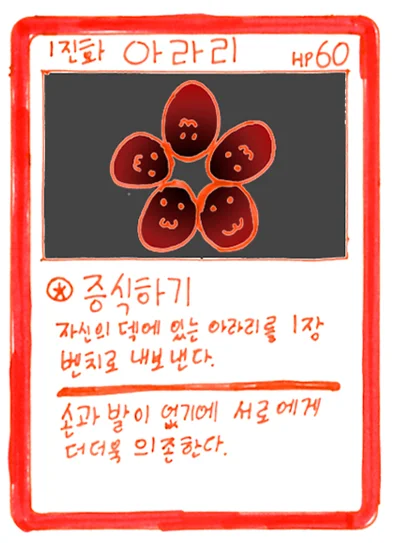 1진화 아라리 HP60
증식하기
자신의 덱에 있는 아라리를 1장
벤치로 내보낸다.
손과 발이 없기에 서로에게
더더욱 의존한다.